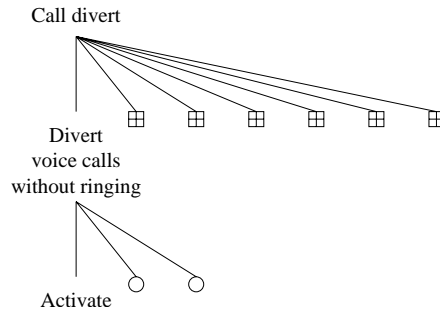 Call divert
Divert
voice calls
without ringing
Activate